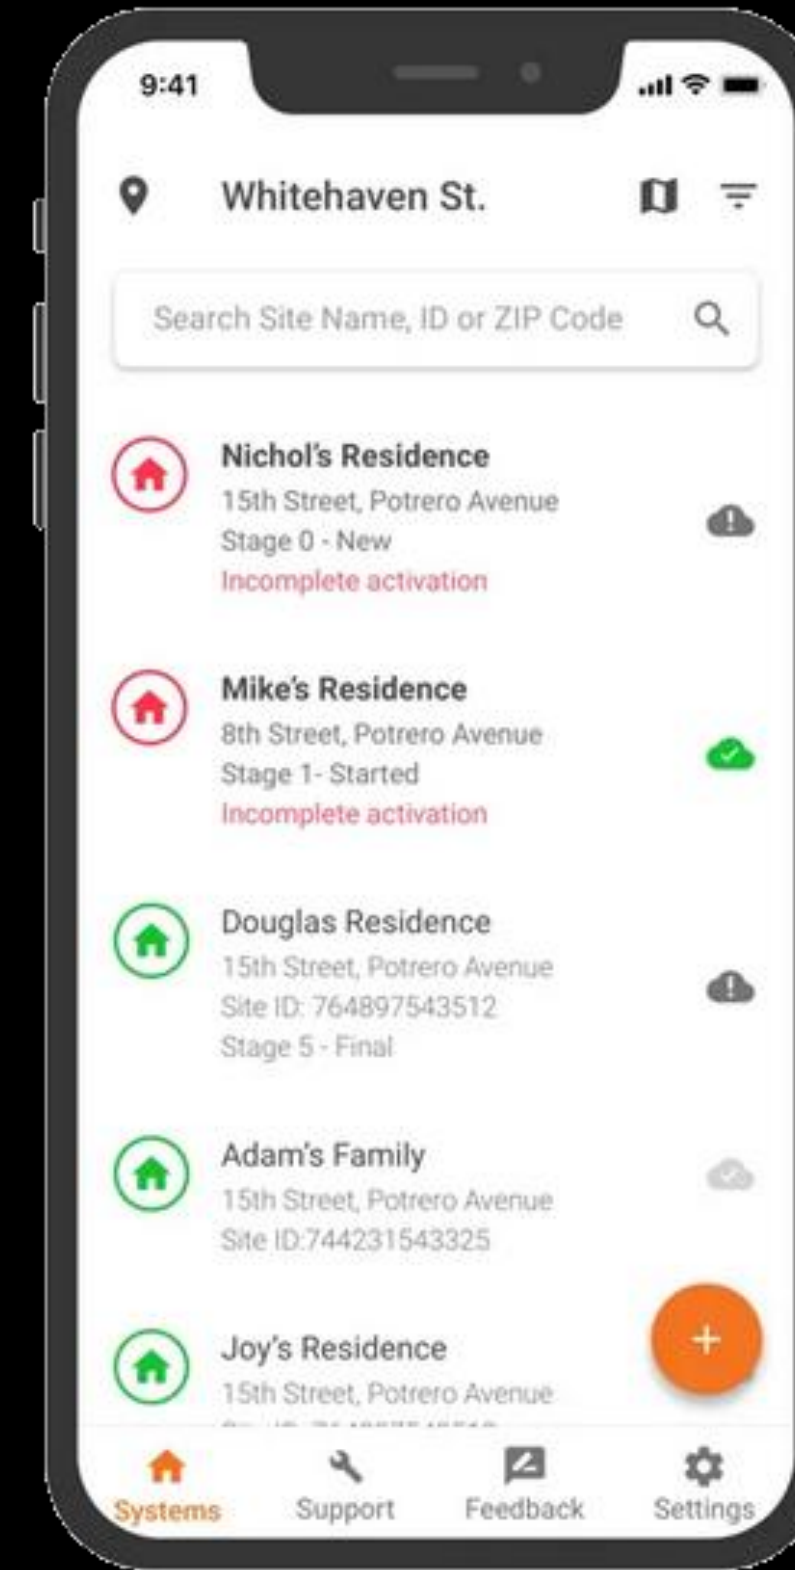 9:41
Whitehaven St.
Search Site Name, ID or ZIP Code
Nichol's Residence
15th Street, Potrero Avenue
Stage 0 - New
Incomplete activation
Mike's Residence
8th Street, Potrero Avenue
Stage 1- Started
Incomplete activation
Douglas Residence
15th Street, Potrero Avenue
Site ID: 764897543512
Stage 5 - Final
Adam's Family
15th Street, Potrero Avenue
Site ID:744231543325
Joy's Residence
15th Street, Potrero Avenue
Systems
Support
Feedback
Settings